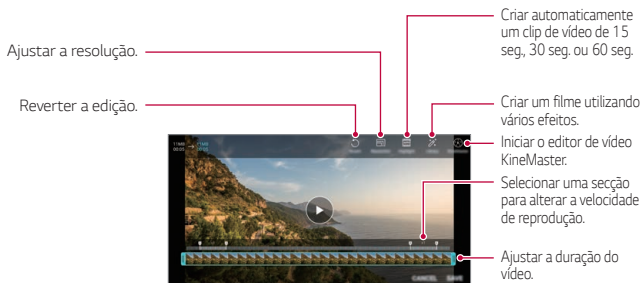 Ajustar a resolução.
Reverter a edição.
Criar automaticamente
um clip de vídeo de 15
seg., 30 seg. ou 60 seg.
Criar um filme utilizando
vários efeitos.
Iniciar o editor de vídeo
KineMaster.
Selecionar uma secção
para alterar a velocidade
de reprodução.
Ajustar a duração do
vídeo.
CANCEL SAVE